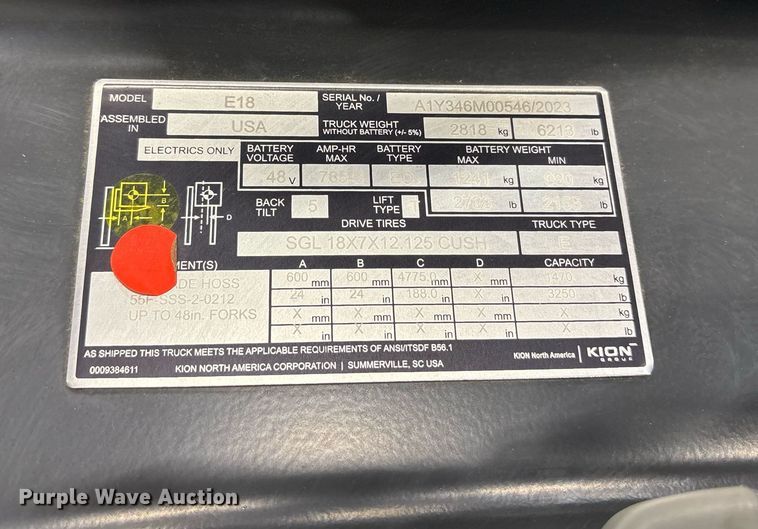 MODEL E18 SERIAL No./ YEAR A1Y346M00546/2023
ASSEMBLED IN USA TRUCK WEIGHT WITHOUT BATTERY (+/- 5%) 2818 kg 6213 lb
ELECTRICS ONLY BATTERY VOLTAGE AMP-HR MAX BATTERY TYPE BATTERY WEIGHT MAX MIN
48 V 785 1241 kg kg
BACK TILT 5 LIFT TYPE lb lb
A B D
DRIVE TIRES TRUCK TYPE
SGL 18X7X12.125 CUSH E
A B C D CAPACITY
MENT(S) 600 mm 600 mm 4775.0 mm X mm 1470 kg
DE HOSS 24 in 24 in 188.0 in X in 3250 lb
55F-SSS-2-0212 X mm X mm X mm X mm X kg
UP TO 48in. FORKS X in X in X in X in X lb
AS SHIPPED THIS TRUCK MEETS THE APPLICABLE REQUIREMENTS OF ANSI/ITSDF B56.1
0009384611 KION NORTH AMERICA CORPORATION | SUMMERVILLE, SC USA
KION North America | KION GROUP
Purple Wave Auction